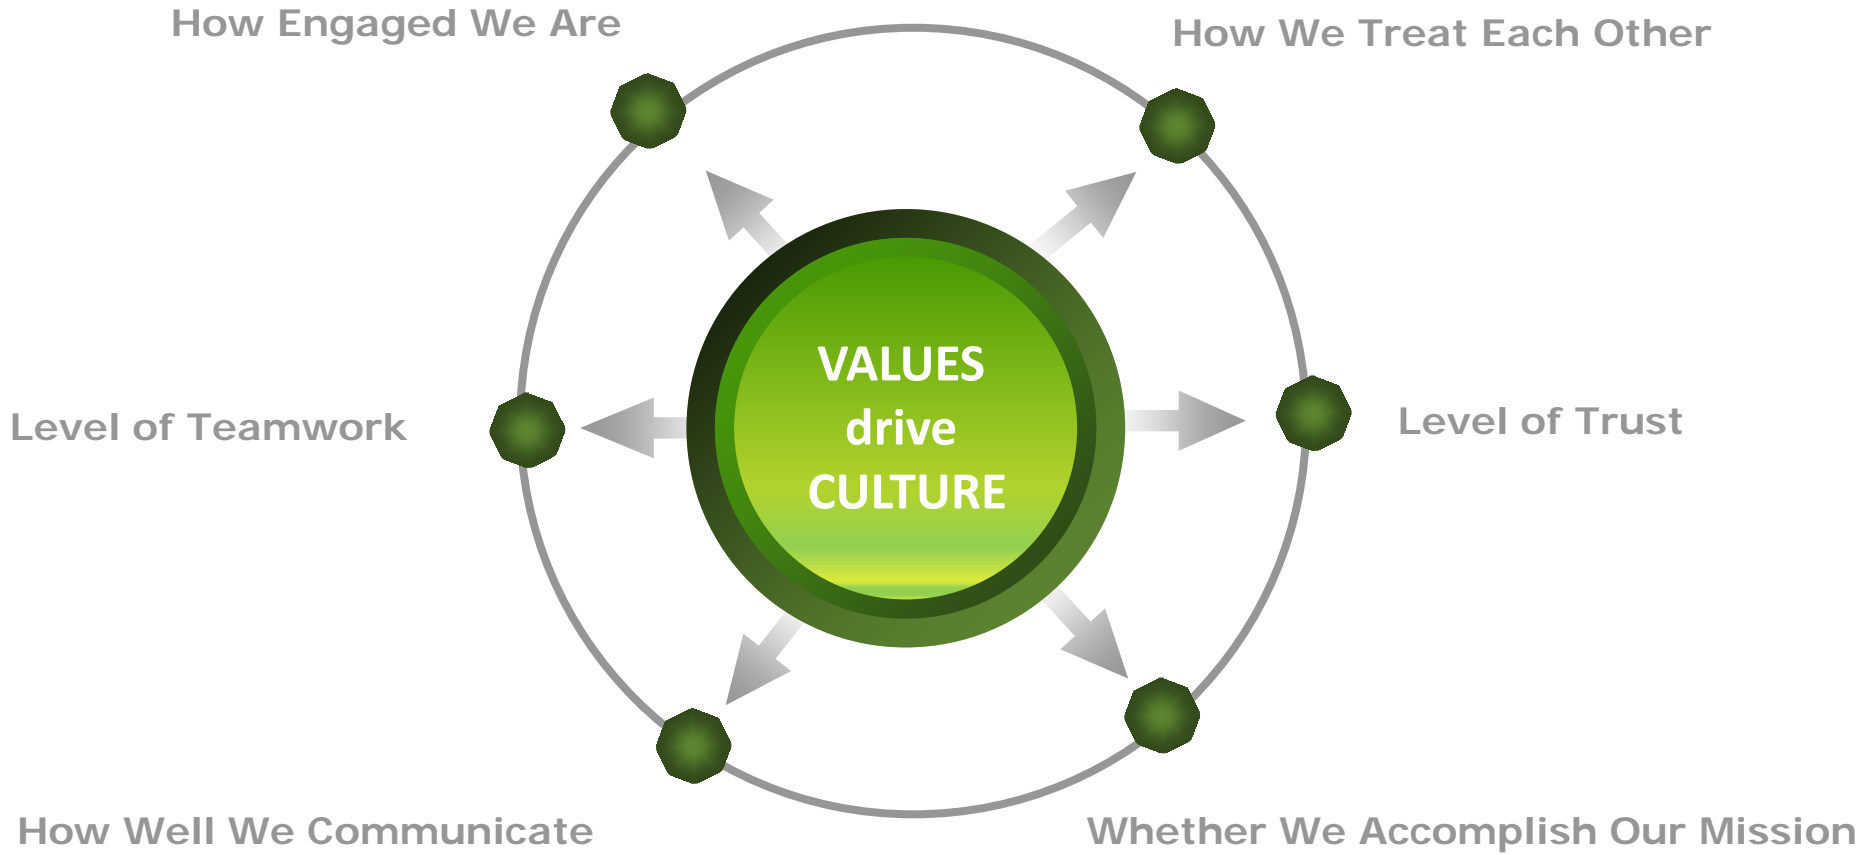 How Engaged We Are
How We Treat Each Other
VALUES
drive
CULTURE
Level of Teamwork
Level of Trust
How Well We Communicate
Whether We Accomplish Our Mission